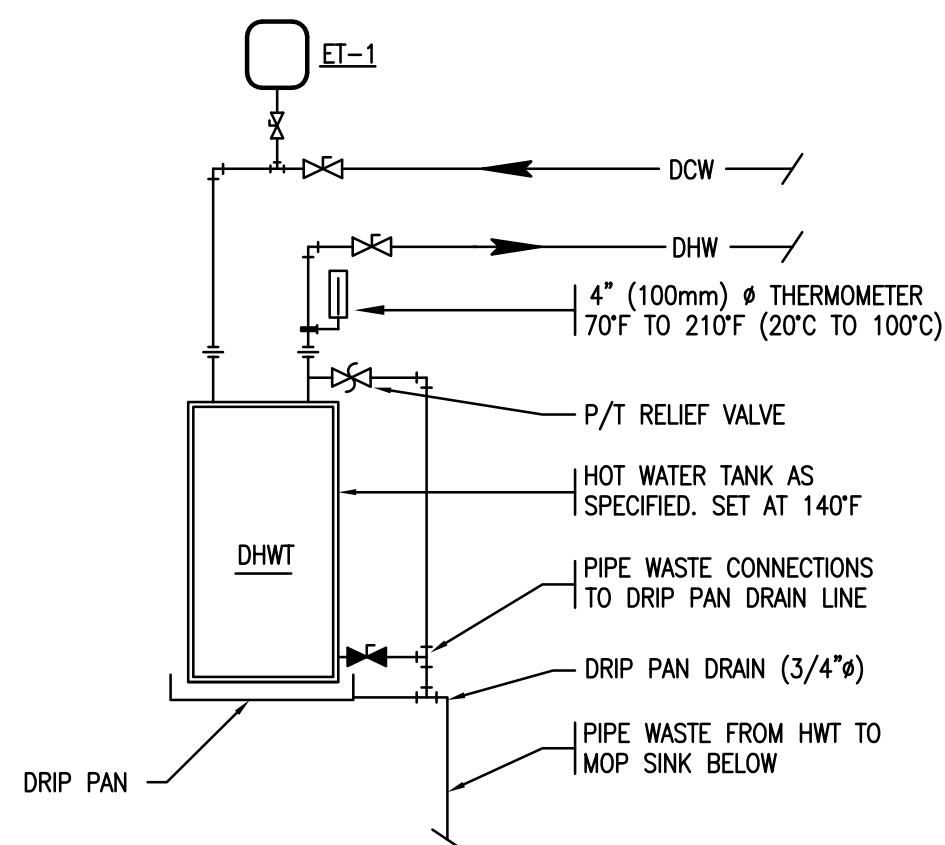 ET-1
DCW
DHW
4" (100mm) ø THERMOMETER
70°F TO 210°F (20°C TO 100°C)
P/T RELIEF VALVE
HOT WATER TANK AS
SPECIFIED. SET AT 140°F
DHWT
PIPE WASTE CONNECTIONS
TO DRIP PAN DRAIN LINE
DRIP PAN DRAIN (3/4"ø)
PIPE WASTE FROM HWT TO
MOP SINK BELOW
DRIP PAN